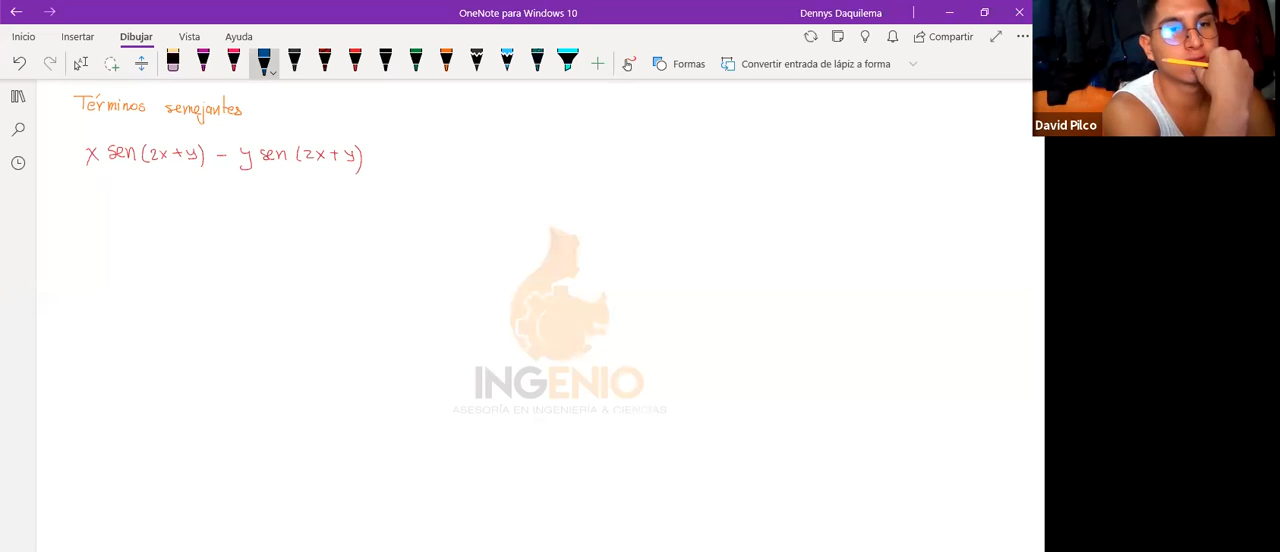 OneNote para Windows 10
Dennys Daquilema
Inicio Insertar Dibujar Vista Ayuda
Compartir
Formas
Convertir entrada de lápiz a forma
David Pilco
Términos semejantes
x sen (2x+y) - y sen (2x+y)
INGENIO
ASESORÍA EN INGENIERÍA & CIENCIAS